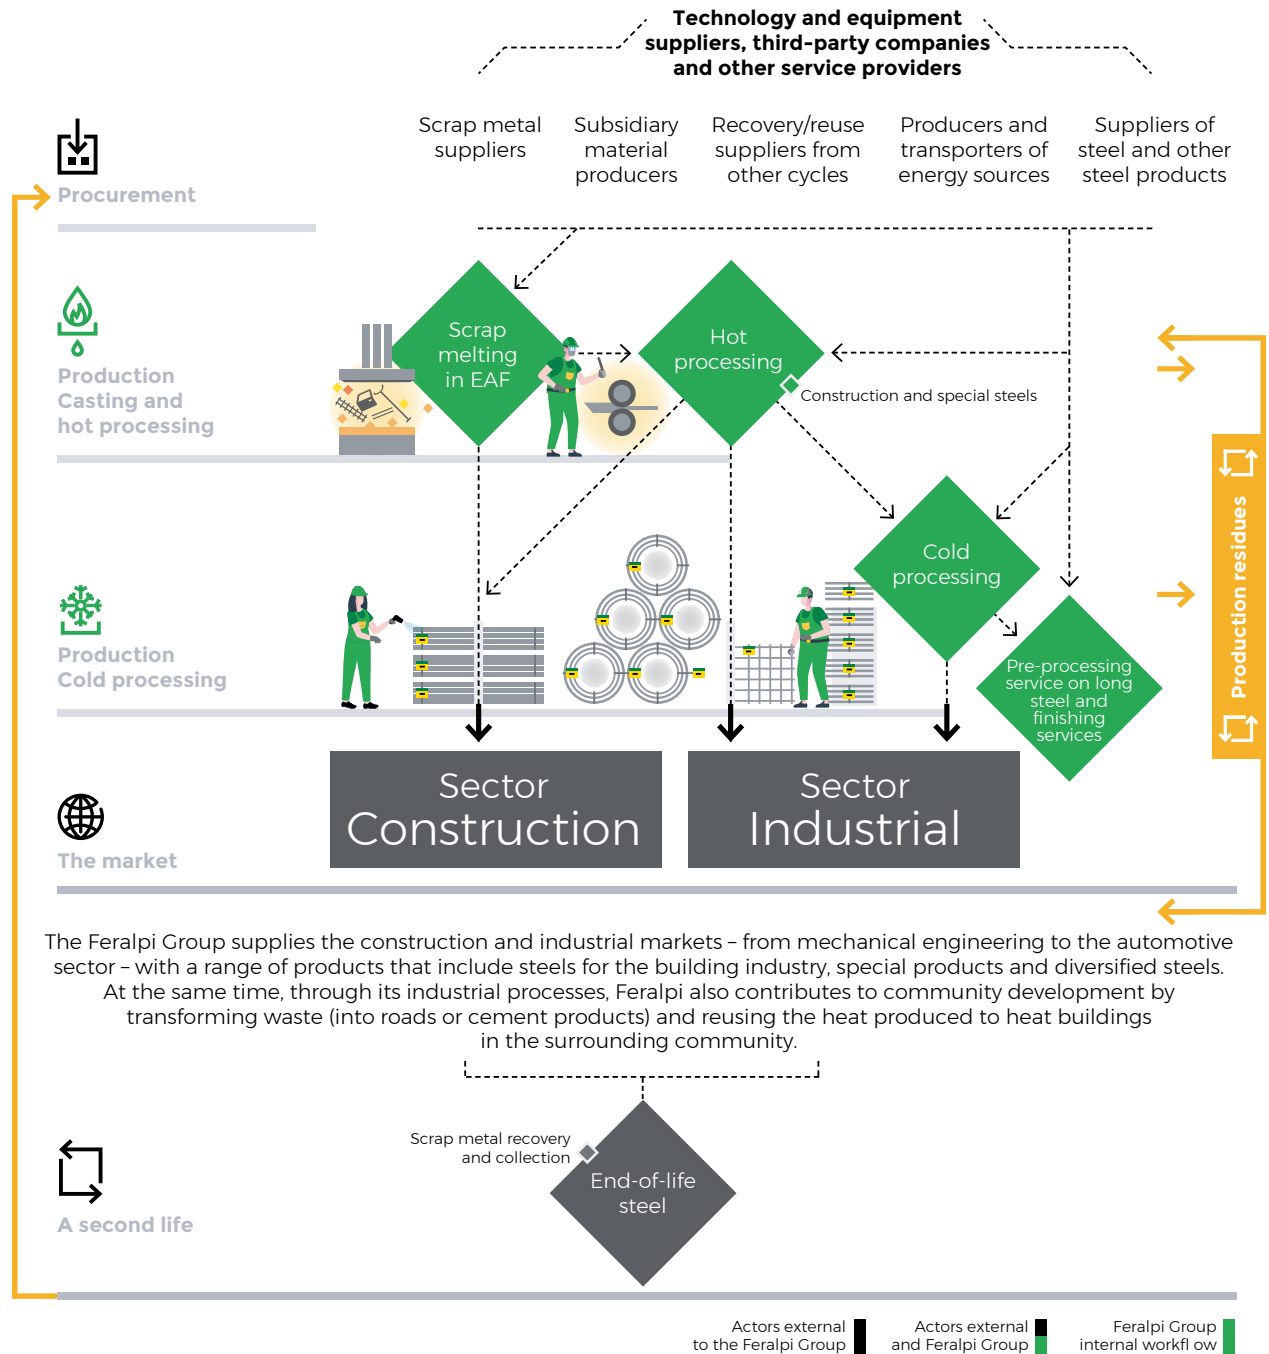 Technology and equipment
suppliers, third-party companies
and other service providers
Scrap metal
suppliers
Subsidiary
material
producers
Recovery/reuse
suppliers from
other cycles
Producers and
transporters of
energy sources
Suppliers of
steel and other
steel products
Procurement
Scrap
melting
in EAF
Hot
processing
Construction and special steels
Production
Casting and
hot processing
Cold
processing
Production residues
Production
Cold processing
Pre-processing
service on long
steel and
finishing
services
Sector
Construction
Sector
Industrial
The market
The Feralpi Group supplies the construction and industrial markets – from mechanical engineering to the automotive
sector – with a range of products that include steels for the building industry, special products and diversified steels.
At the same time, through its industrial processes, Feralpi also contributes to community development by
transforming waste (into roads or cement products) and reusing the heat produced to heat buildings
in the surrounding community.
Scrap metal recovery
and collection
End-of-life
steel
A second life
Actors external
to the Feralpi Group
Actors external
and Feralpi Group
Feralpi Group
internal workfl ow